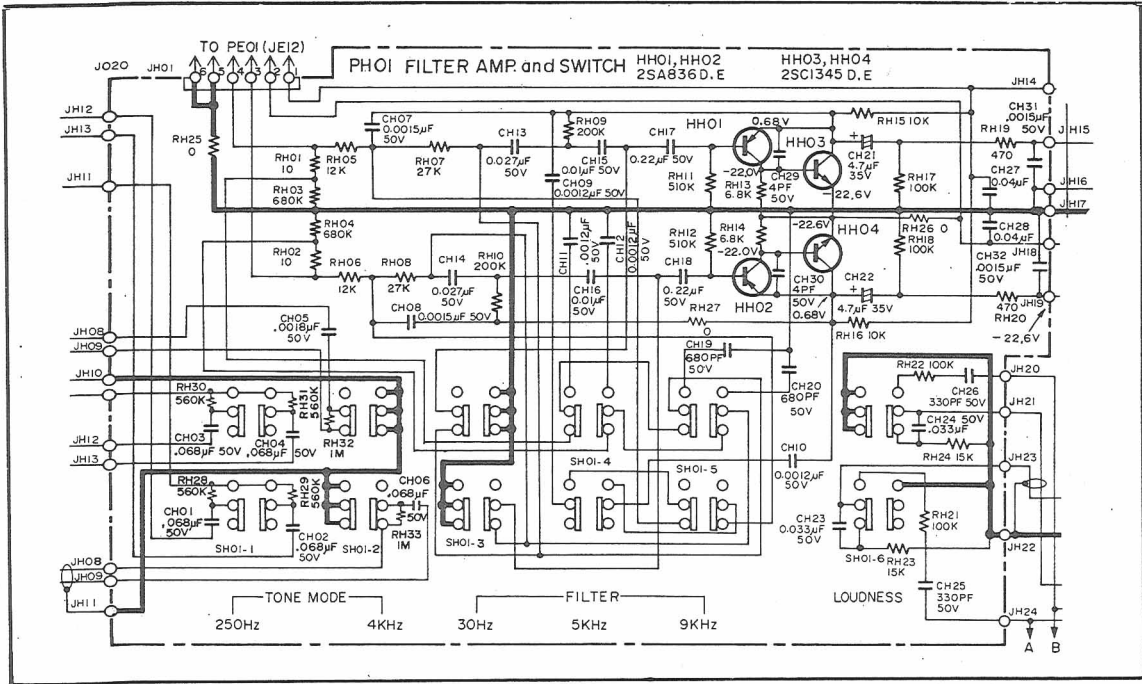 TO PE01 (JE12)
J020
JH01
6 5 4 3 2 1
PH01 FILTER AMP. and SWITCH
HH01, HH02
2SA836 D.E
HH03, HH04
2SC1345 D.E
JH14
JH12
JH13
JH11
RH25
0
CH07
0.0015µF
50V
RH09
200K
CH17
0.22µF 50V
HH01
0.68V
RH15 10K
CH31
.0015µF
50V
RH19
470
JH15
RH01
10
RH05
12K
RH07
27K
CH13
0.027µF
50V
CH15
0.01µF
50V
CH09
0.0012µF 50V
HH03
CH21
4.7µF
35V
CH27
0.04µF
RH03
680K
RH11
510K
-22.0V
RH13
6.8K
CH29
4PF
50V
-22.6V
RH17
100K
JH16
JH17
RH04
680K
RH02
10
RH06
12K
RH08
27K
RH10
200K
CH14
0.027µF
50V
CH11
.0012µF
50V
CH12
0.0012µF
50V
RH12
510K
RH14
6.8K
-22.0V
-22.6V
HH04
RH26 0
RH18
100K
CH28
0.04µF
CH32
.0015µF
50V
JH18
CH16
0.01µF
50V
CH18
0.22µF
50V
HH02
CH30
4PF
50V
0.68V
CH22
4.7µF 35V
470
RH20
JH19
-22.6V
CH08
0.0015µF 50V
RH27
0
RH16 10K
JH08
JH09
JH10
CH05
.0018µF
50V
CH19
680PF
50V
CH20
680PF
50V
RH22 100K
CH26
330PF 50V
JH20
JH21
RH30
560K
RH31
560K
CH03
.068µF 50V
CH04
.068µF 50V
RH32
1M
CH24 50V
.033µF
RH24 15K
JH12
JH13
SH01-4
SH01-5
CH10
0.0012µF
50V
JH23
RH28
560K
RH29
560K
CH06
.068µF
50V
RH33
1M
CH01
.068µF
50V
CH02
.068µF
50V
SH01-1
SH01-2
SH01-3
CH23
0.033µF
50V
RH21
100K
RH23
15K
SH01-6
JH22
JH08
JH09
JH11
CH25
330PF
50V
JH24
TONE MODE
FILTER
LOUDNESS
250Hz
4KHz
30Hz
5KHz
9KHz
A
B